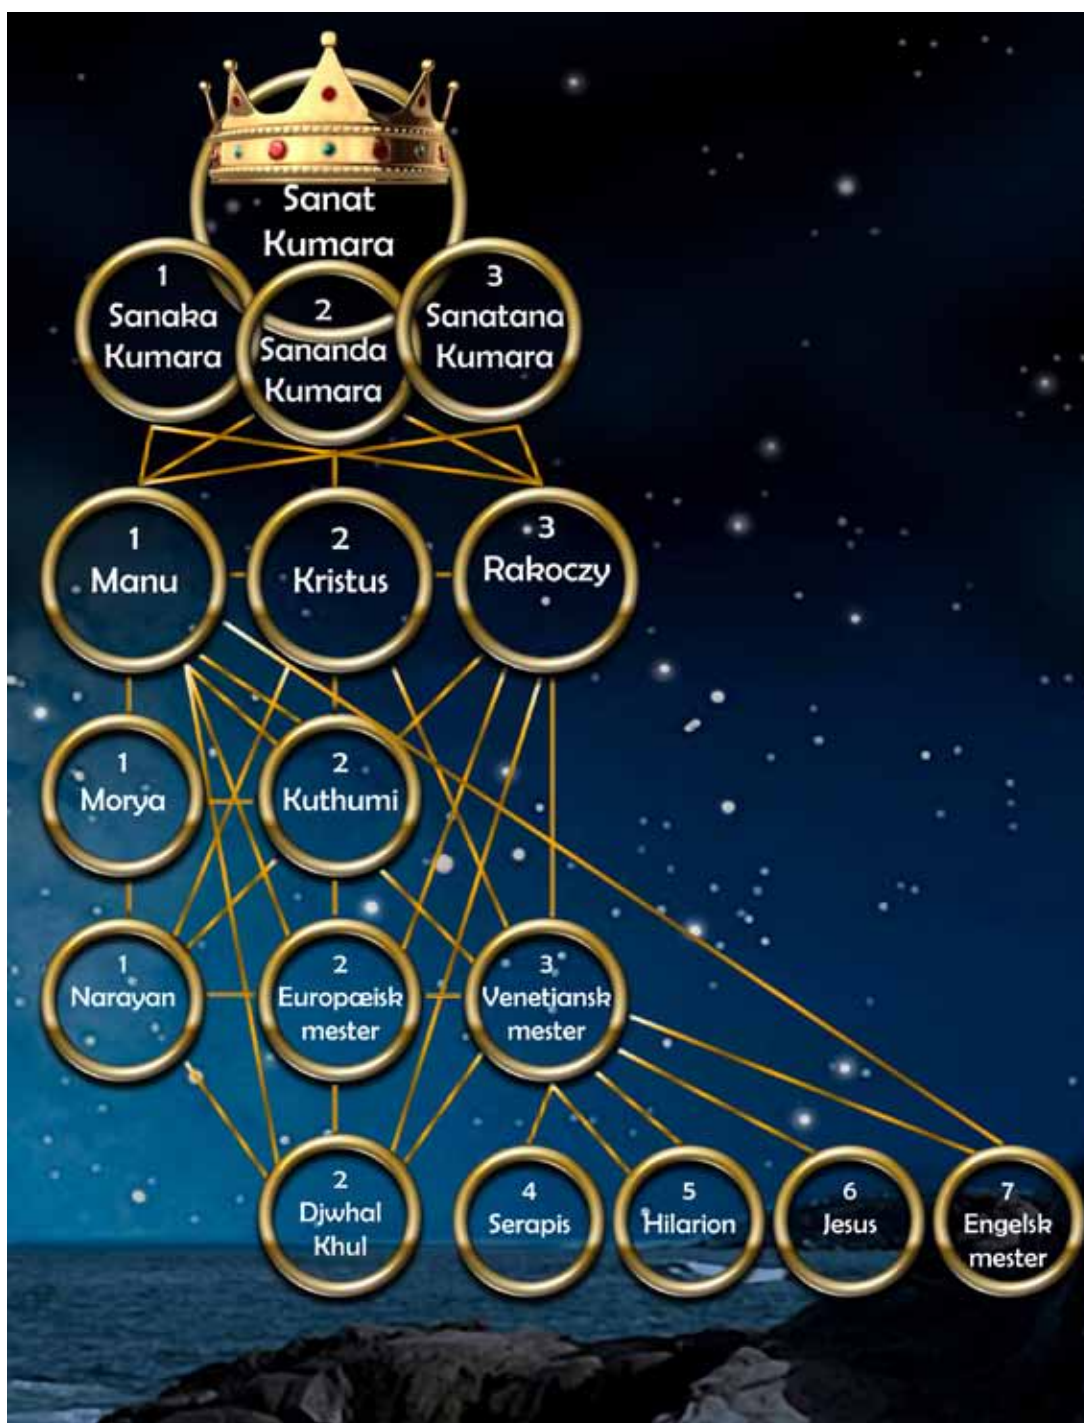 Sanat
Kumara
1
Sanaka
Kumara
2
Sananda
Kumara
3
Sanatana
Kumara
1
Manu
2
Kristus
3
Rakoczy
1
Morya
2
Kuthumi
1
Narayan
2
Europæisk
mester
3
Venetiansk
mester
2
Djwhal
Khul
4
Serapis
5
Hilarion
6
Jesus
7
Engelsk
mester